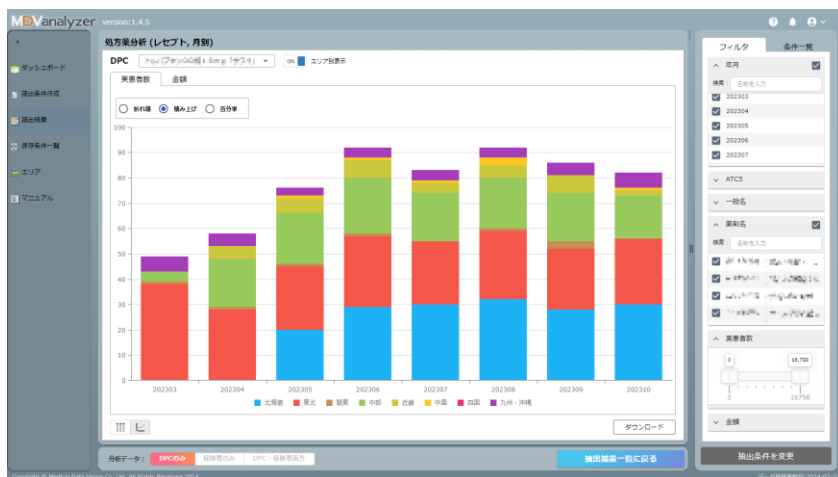 MDVanalyzer version:1.4.5
ダッシュボード
抽出条件作成
抽出結果
保存条件一覧
エリア
マニュアル
処方薬分析 (レセプト, 月別)
DPC
ON エリア別表示
実患者数 金額
折れ線 積み上げ 百分率
100
90
80
70
60
50
40
30
20
10
0
202303 202304 202305 202306 202307 202308 202309 202310
北海道 東北 関東 中部 近畿 中国 四国 九州・沖縄
ダウンロード
分析データ: DPCのみ 保険者のみ DPC・保険者両方
抽出結果一覧に戻る
フィルタ 条件一覧
年月
検索: 名称を入力
202303
202304
202305
202306
202307
ATCS
一般名
薬剤名
検索: 名称を入力
実患者数
0 16,758
0 16758
金額
抽出条件を変更